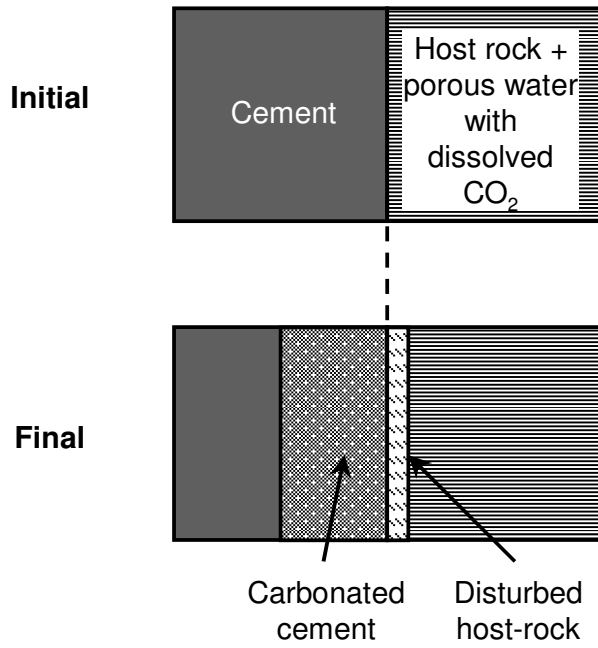 Initial
Cement
Host rock +
porous water
with
dissolved
CO₂
Final
Carbonated
cement
Disturbed
host-rock